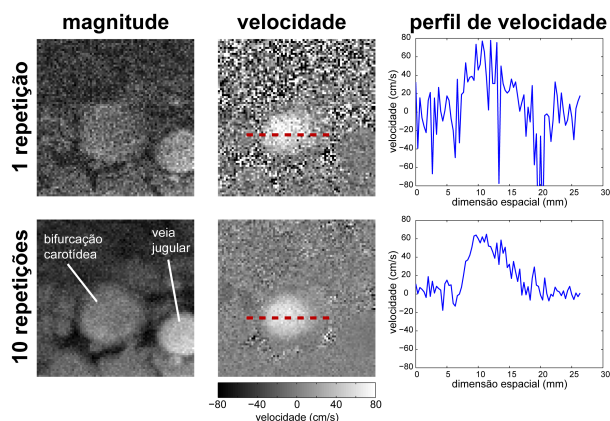 magnitude
velocidade
perfil de velocidade
1 repetição
80
60
40
20
0
−20
−40
−60
−80
velocidade (cm/s)
0 5 10 15 20 25 30
dimensão espacial (mm)
10 repetições
bifurcação
carotídea
veia
jugular
80
60
40
20
0
−20
−40
−60
−80
velocidade (cm/s)
0 5 10 15 20 25 30
dimensão espacial (mm)
−80 −40 0 40 80
velocidade (cm/s)